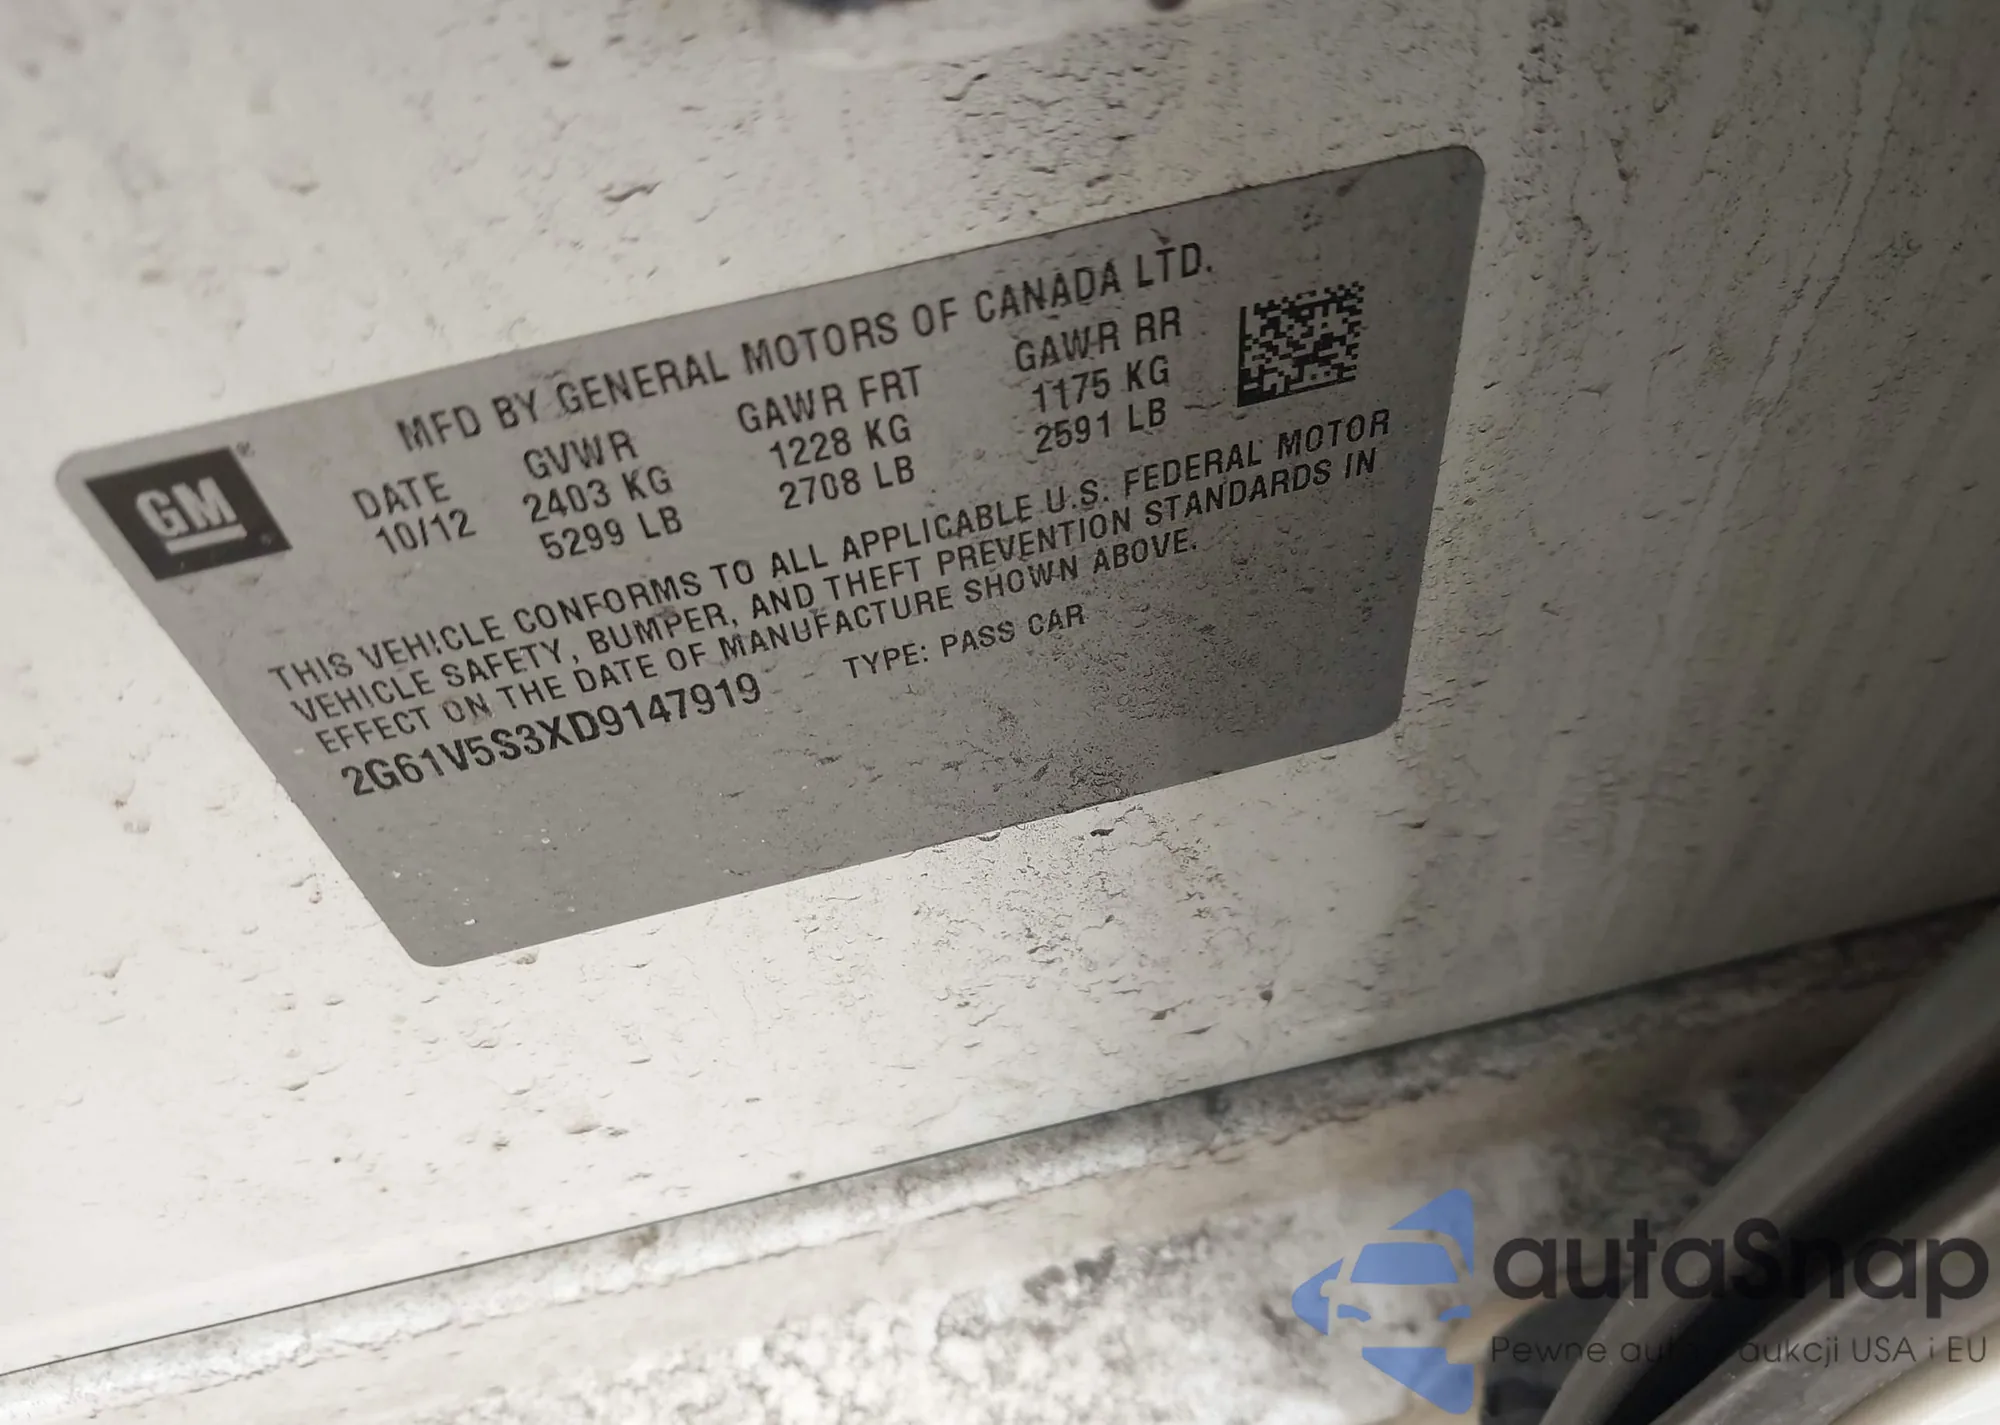 GM®
MFD BY GENERAL MOTORS OF CANADA LTD.
DATE GVWR GAWR FRT GAWR RR
10/12 2403 KG 1228 KG 1175 KG
5299 LB 2708 LB 2591 LB
THIS VEHICLE CONFORMS TO ALL APPLICABLE U.S. FEDERAL MOTOR
VEHICLE SAFETY, BUMPER, AND THEFT PREVENTION STANDARDS IN
EFFECT ON THE DATE OF MANUFACTURE SHOWN ABOVE.
2G61V5S3XD9147919 TYPE: PASS CAR
autaSnap
Pewne auta aukcji USA i EU